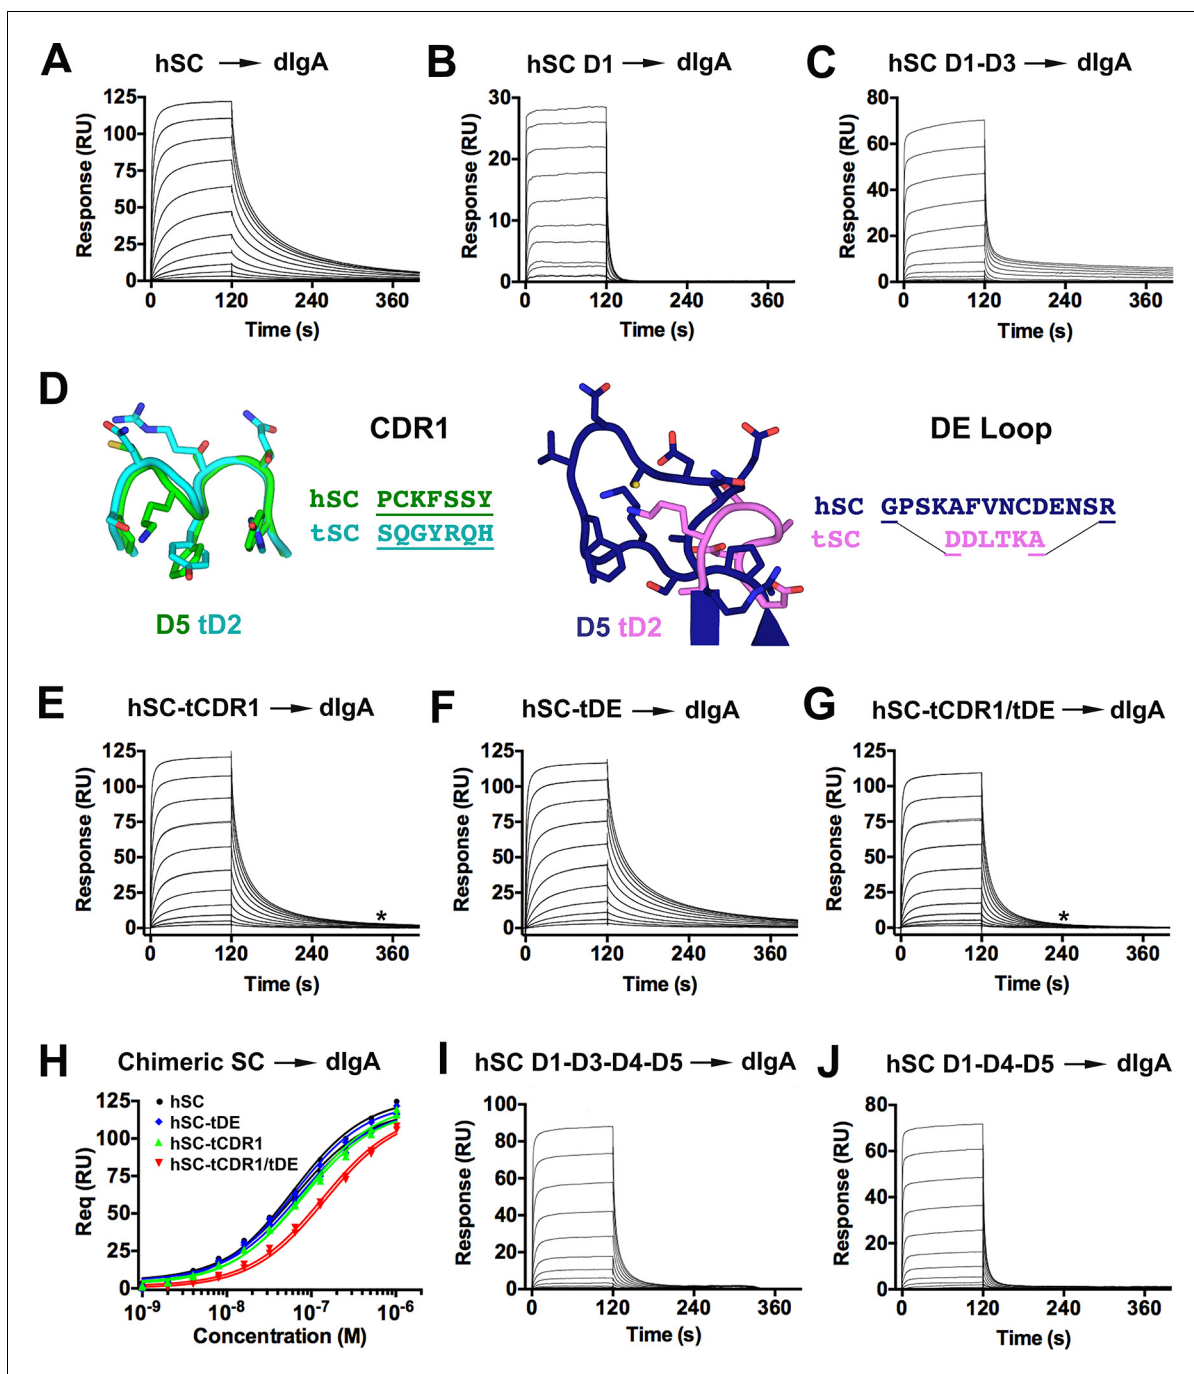 A hSC → dIgA
Response (RU)
125
100
75
50
25
0
0 120 240 360
Time (s)
B hSC D1 → dIgA
Response (RU)
30
20
10
0
0 120 240 360
Time (s)
C hSC D1-D3 → dIgA
Response (RU)
80
60
40
20
0
0 120 240 360
Time (s)
D
CDR1
hSC PCKFSSY
tSC SQGYRQH
D5 tD2
DE Loop
hSC GPSKAFVNCDENSR
tSC DDLTKA
D5 tD2
E hSC-tCDR1 → dIgA
Response (RU)
125
100
75
50
25
0
*
0 120 240 360
Time (s)
F hSC-tDE → dIgA
Response (RU)
125
100
75
50
25
0
0 120 240 360
Time (s)
G hSC-tCDR1/tDE → dIgA
Response (RU)
125
100
75
50
25
0
*
0 120 240 360
Time (s)
H Chimeric SC → dIgA
Req (RU)
125
100
75
50
25
0
hSC
hSC-tDE
hSC-tCDR1
hSC-tCDR1/tDE
10-9 10-8 10-7 10-6
Concentration (M)
I hSC D1-D3-D4-D5 → dIgA
Response (RU)
100
80
60
40
20
0
0 120 240 360
Time (s)
J hSC D1-D4-D5 → dIgA
Response (RU)
80
60
40
20
0
0 120 240 360
Time (s)